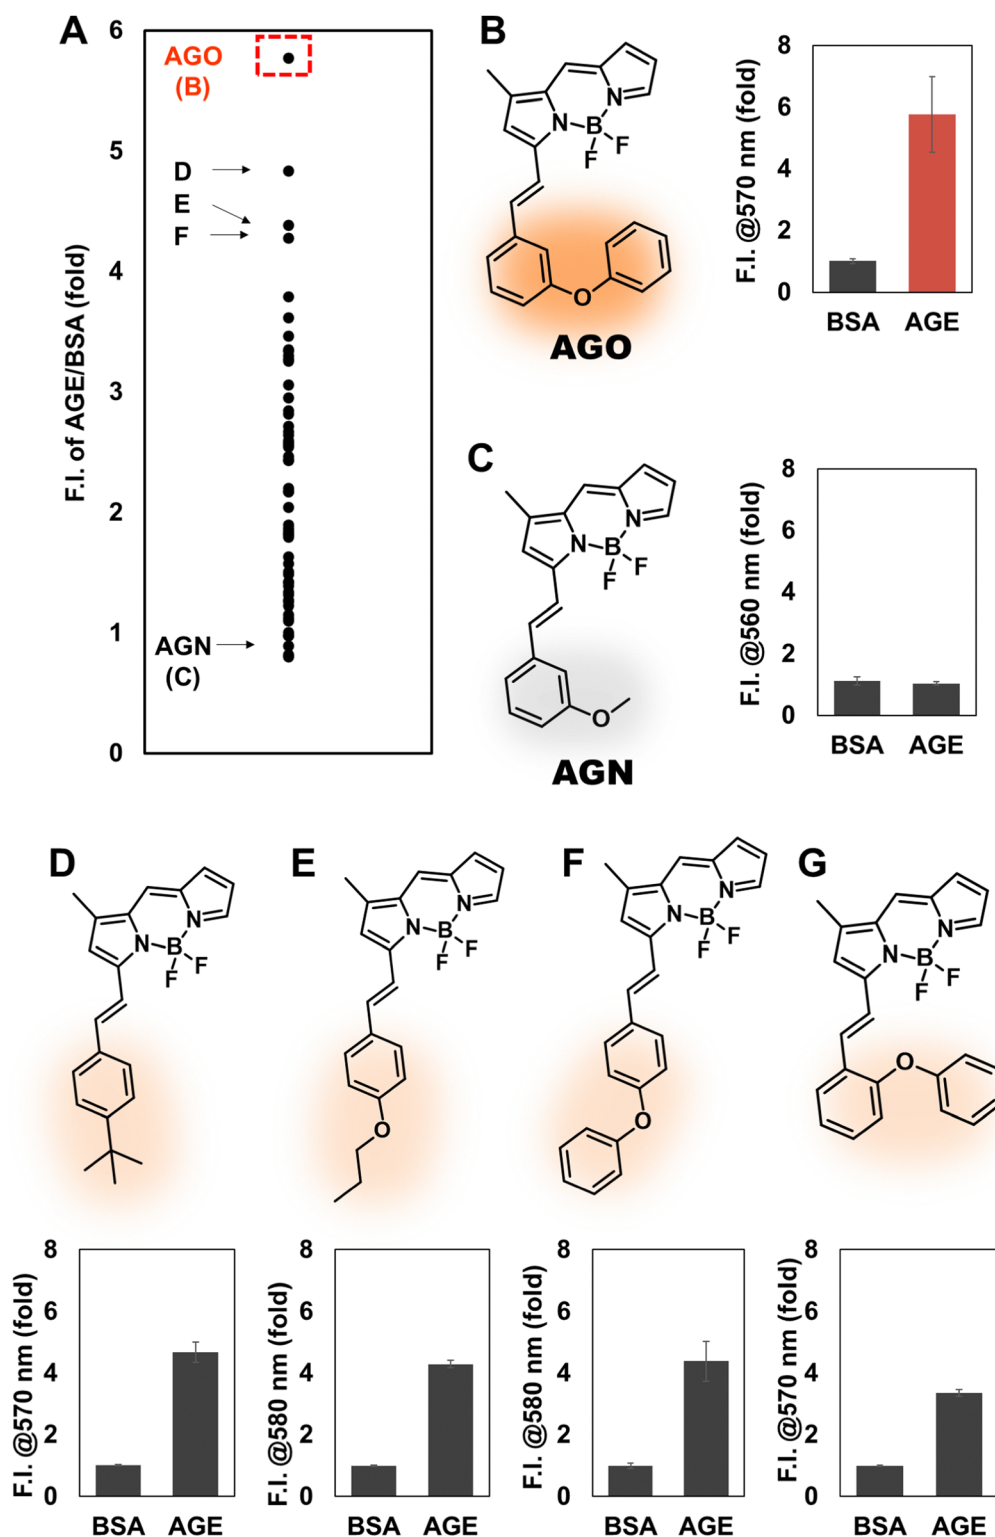 A
6
5
4
3
2
1
0
F.I. of AGE/BSA (fold)
AGO
(B)
D
E
F
AGN
(C)
B
N
N
B
F
F
O
AGO
8
6
4
2
0
F.I. @570 nm (fold)
BSA AGE
C
N
N
B
F
F
O
AGN
8
6
4
2
0
F.I. @560 nm (fold)
BSA AGE
D
N
N
B
F
F
8
6
4
2
0
F.I. @570 nm (fold)
BSA AGE
E
N
N
B
F
F
O
8
6
4
2
0
F.I. @580 nm (fold)
BSA AGE
F
N
N
B
F
F
O
8
6
4
2
0
F.I. @580 nm (fold)
BSA AGE
G
N
N
B
F
F
O
8
6
4
2
0
F.I. @570 nm (fold)
BSA AGE